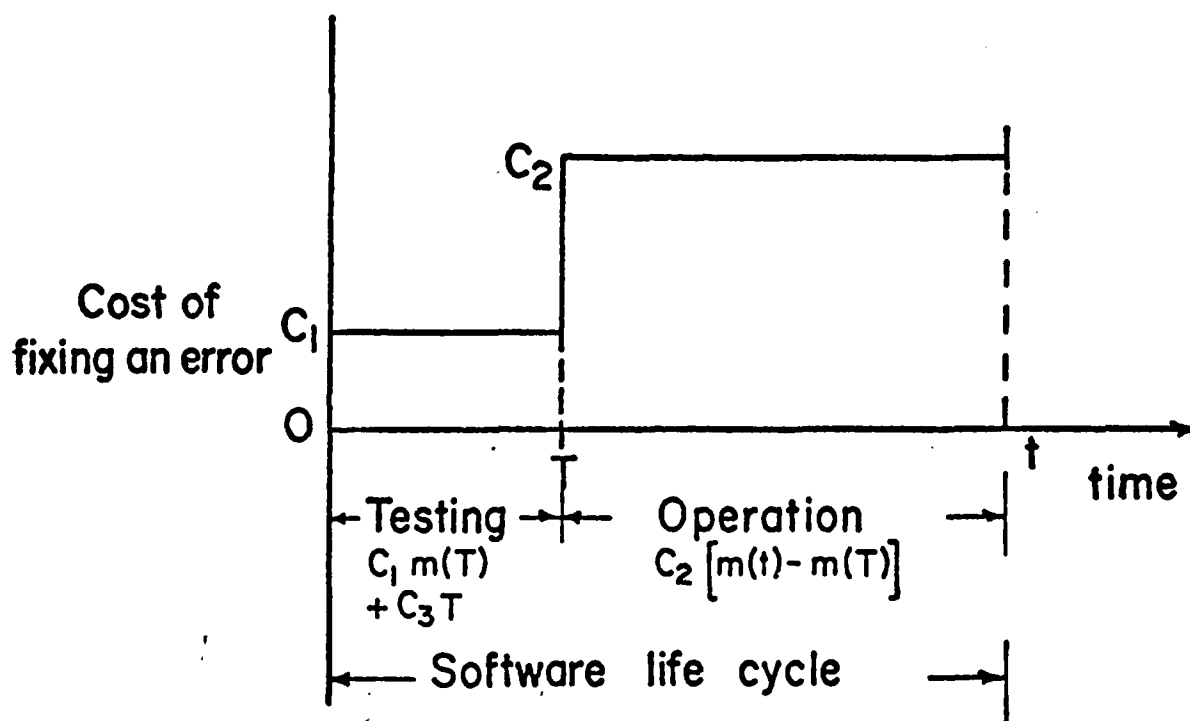 C₂
Cost of
fixing an error
C₁
O
T
t
time
Testing
C₁ m(T)
+ C₃T
Operation
C₂ [m(t) - m(T)]
Software life cycle